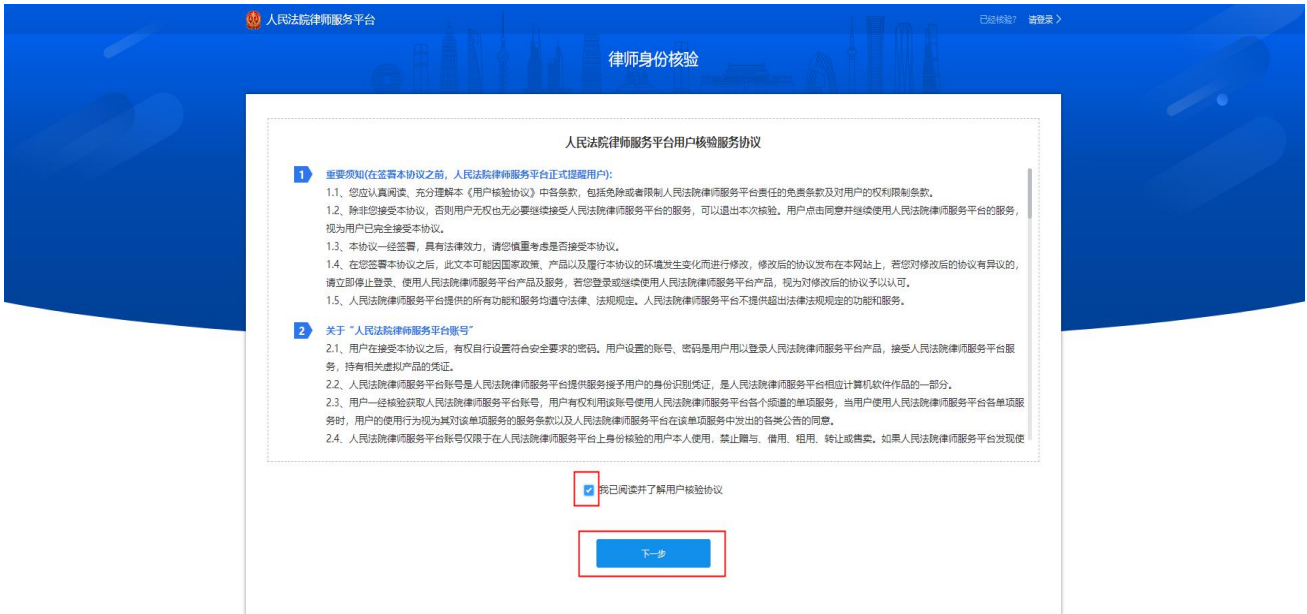 人民法院律师服务平台
已经核验? 请登录 >
律师身份核验
人民法院律师服务平台用户核验服务协议
1 重要须知(在签署本协议之前，人民法院律师服务平台正式提醒用户):
1.1、您应认真阅读、充分理解本《用户核验协议》中各条款，包括免除或者限制人民法院律师服务平台责任的免责条款及对用户的权利限制条款。
1.2、除非您接受本协议，否则用户无权也无必要继续接受人民法院律师服务平台的服务，可以退出本次核验。用户点击同意并继续使用人民法院律师服务平台的服务，
视为用户已完全接受本协议。
1.3、本协议一经签署，具有法律效力，请您慎重考虑是否接受本协议。
1.4、在您签署本协议之后，此文本可能因国家政策、产品以及履行本协议的环境发生变化而进行修改，修改后的协议发布在本网站上，若您对修改后的协议有异议的，
请立即停止登录、使用人民法院律师服务平台产品及服务，若您登录或继续使用人民法院律师服务平台产品，视为对修改后的协议予以认可。
1.5、人民法院律师服务平台提供的所有功能和服务均遵守法律、法规规定。人民法院律师服务平台不提供超出法律法规规定的功能和服务。
2 关于“人民法院律师服务平台账号”
2.1、用户在接受本协议之后，有权自行设置符合安全要求的密码。用户设置的账号、密码是用户用以登录人民法院律师服务平台产品，接受人民法院律师服务平台服
务，持有相关虚拟产品的凭证。
2.2、人民法院律师服务平台账号是人民法院律师服务平台提供服务授予用户的身份识别凭证，是人民法院律师服务平台相应计算机软件作品的一部分。
2.3、用户一经核验获取人民法院律师服务平台账号，用户有权利用该账号使用人民法院律师服务平台各个频道的单项服务，当用户使用人民法院律师服务平台各单项服
务时，用户的使用行为视为其对该单项服务的服务条款以及人民法院律师服务平台在该单项服务中发出的各类公告的同意。
2.4、人民法院律师服务平台账号仅限于在人民法院律师服务平台上身份核验的用户本人使用，禁止赠与、借用、租用、转让或售卖。如果人民法院律师服务平台发现使
我已阅读并了解用户核验协议
下一步